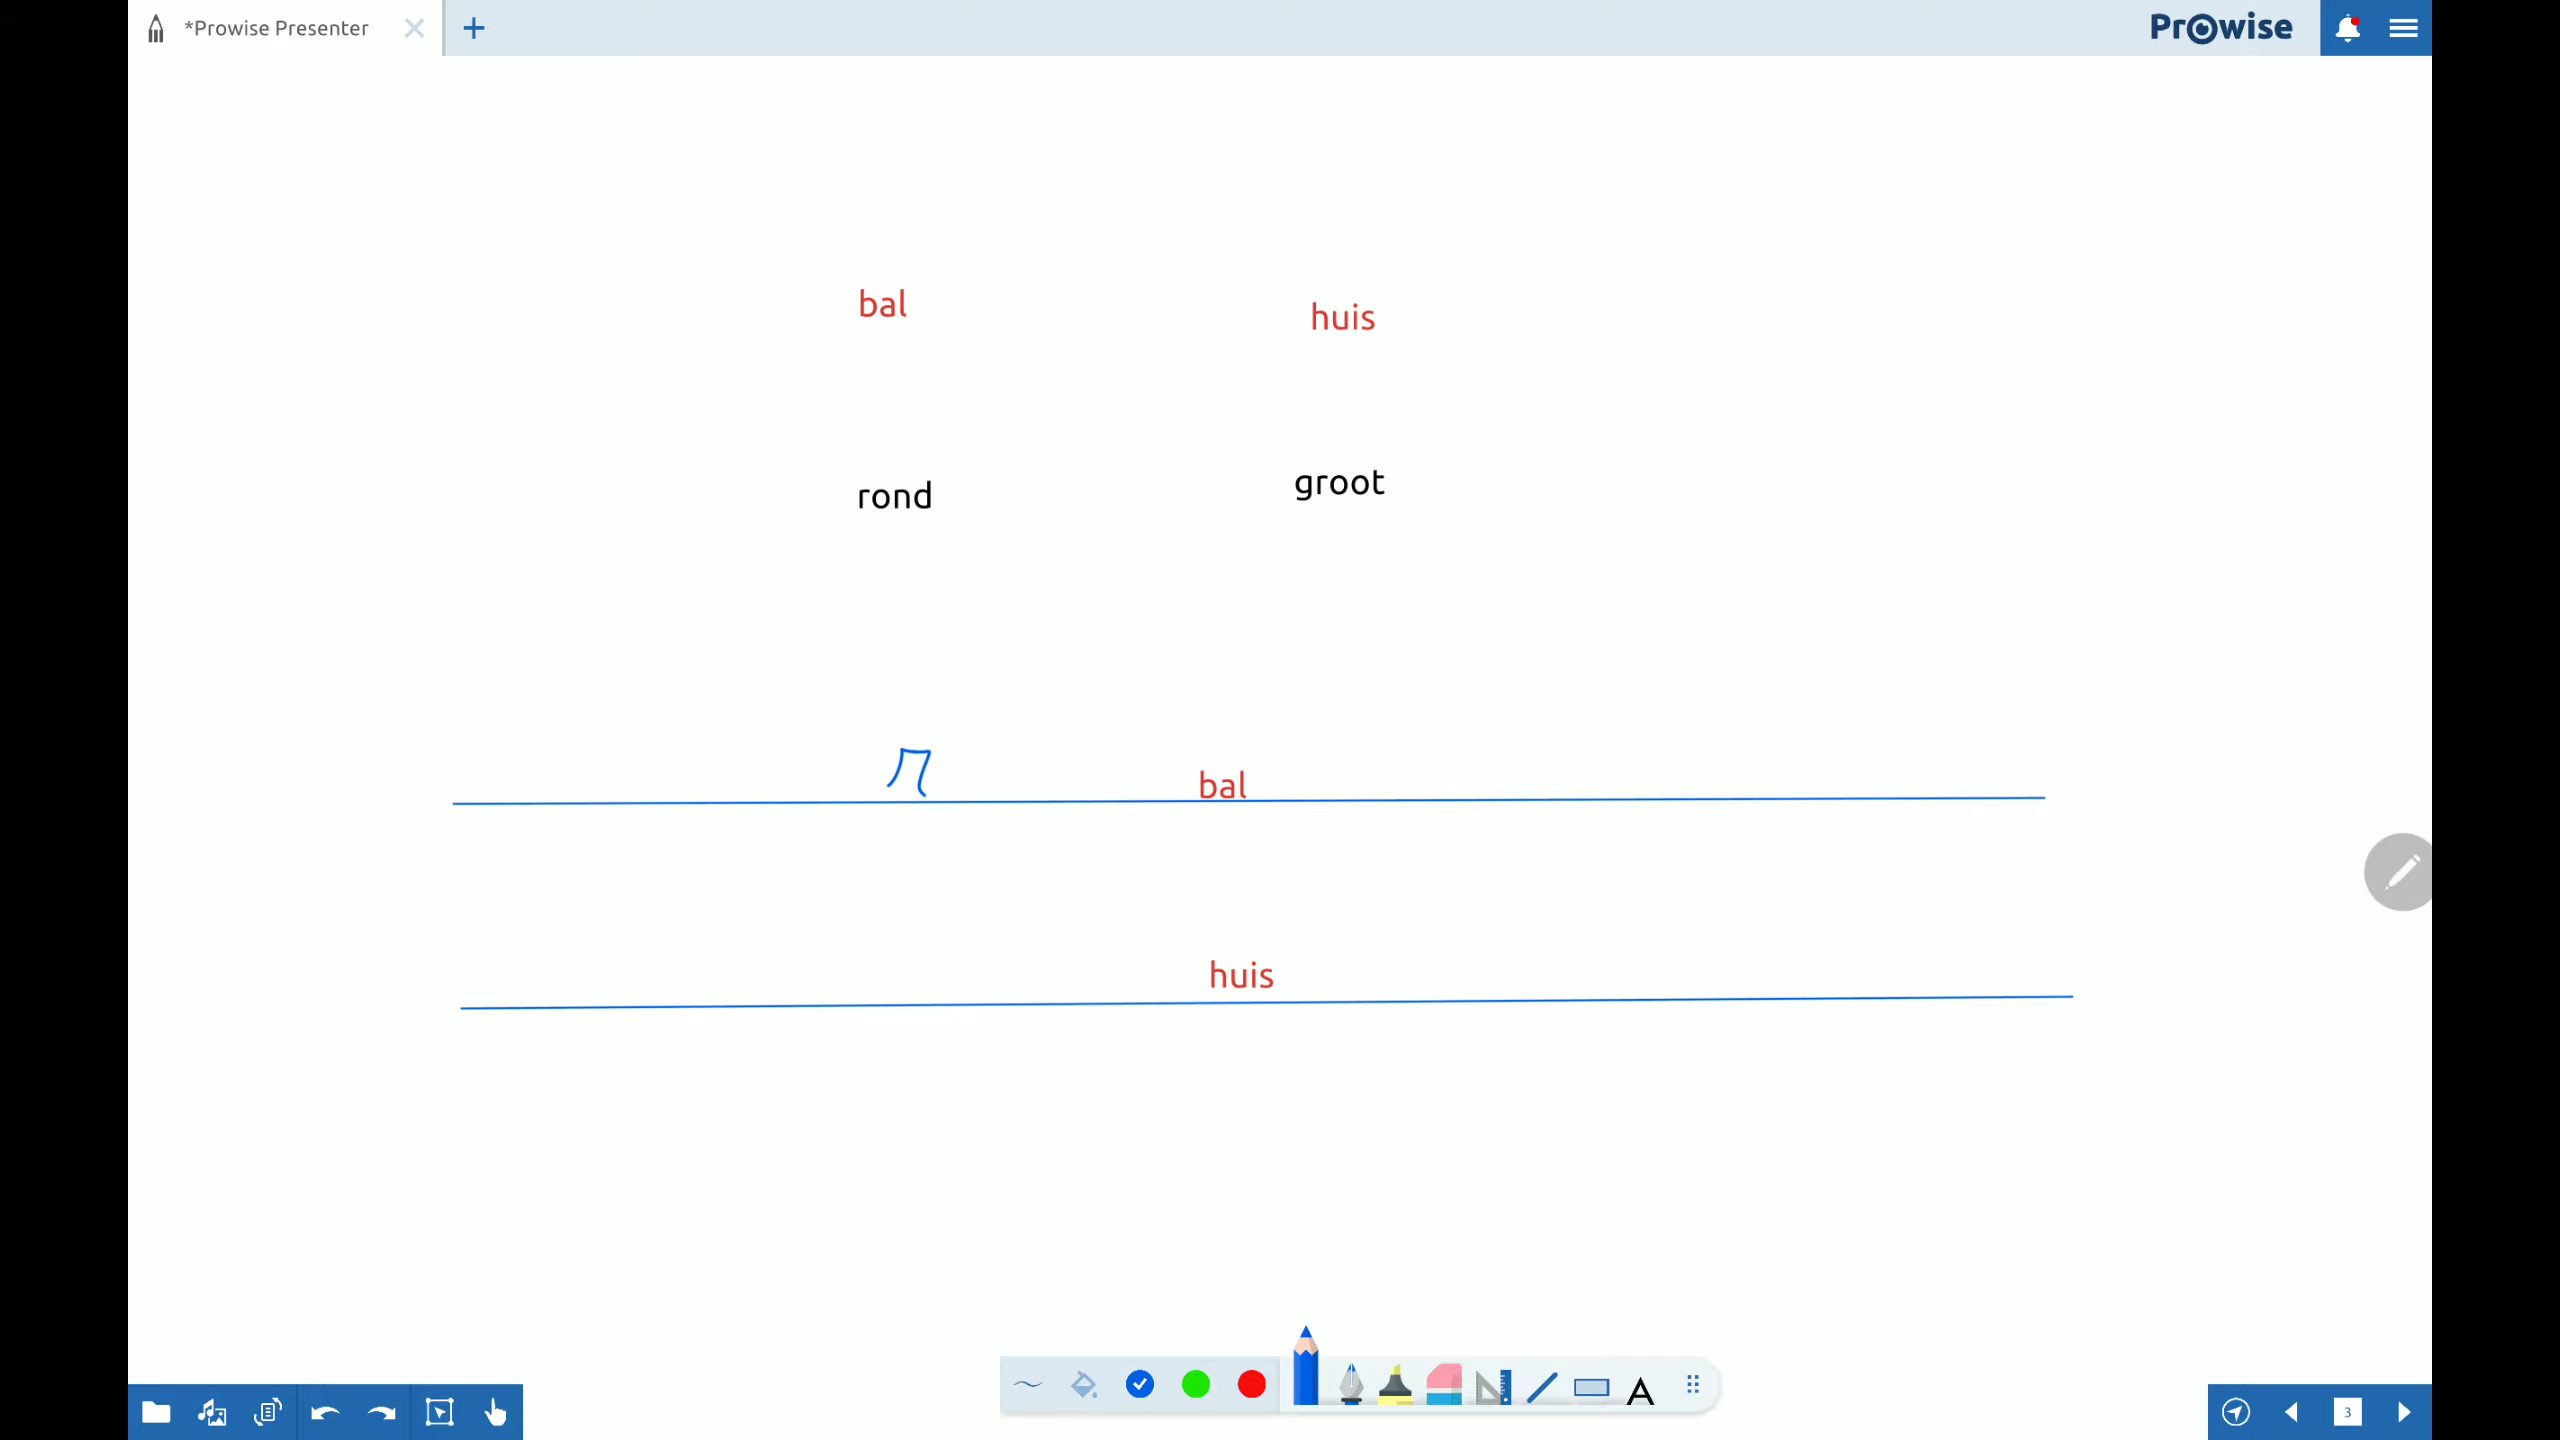 *Prowise Presenter
Prowise
bal huis
rond groot
bal
huis
A
3